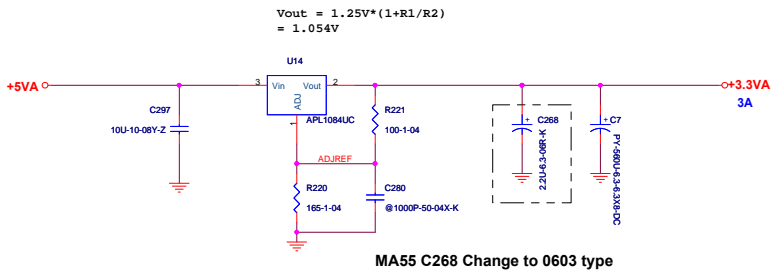 Vout = 1.25V*(1+R1/R2)
= 1.054V
U14
+5VA
3
Vin
Vout
2
+3.3VA
3A
ADJ
1
APL1084UC
C297
10U-10-08Y-Z
R221
100-1-04
C268
2.2U-6.3-06R-K
C7
PY-560U-6.3-6.3X8-DC
ADJREF
R220
165-1-04
C280
@1000P-50-04X-K
MA55 C268 Change to 0603 type